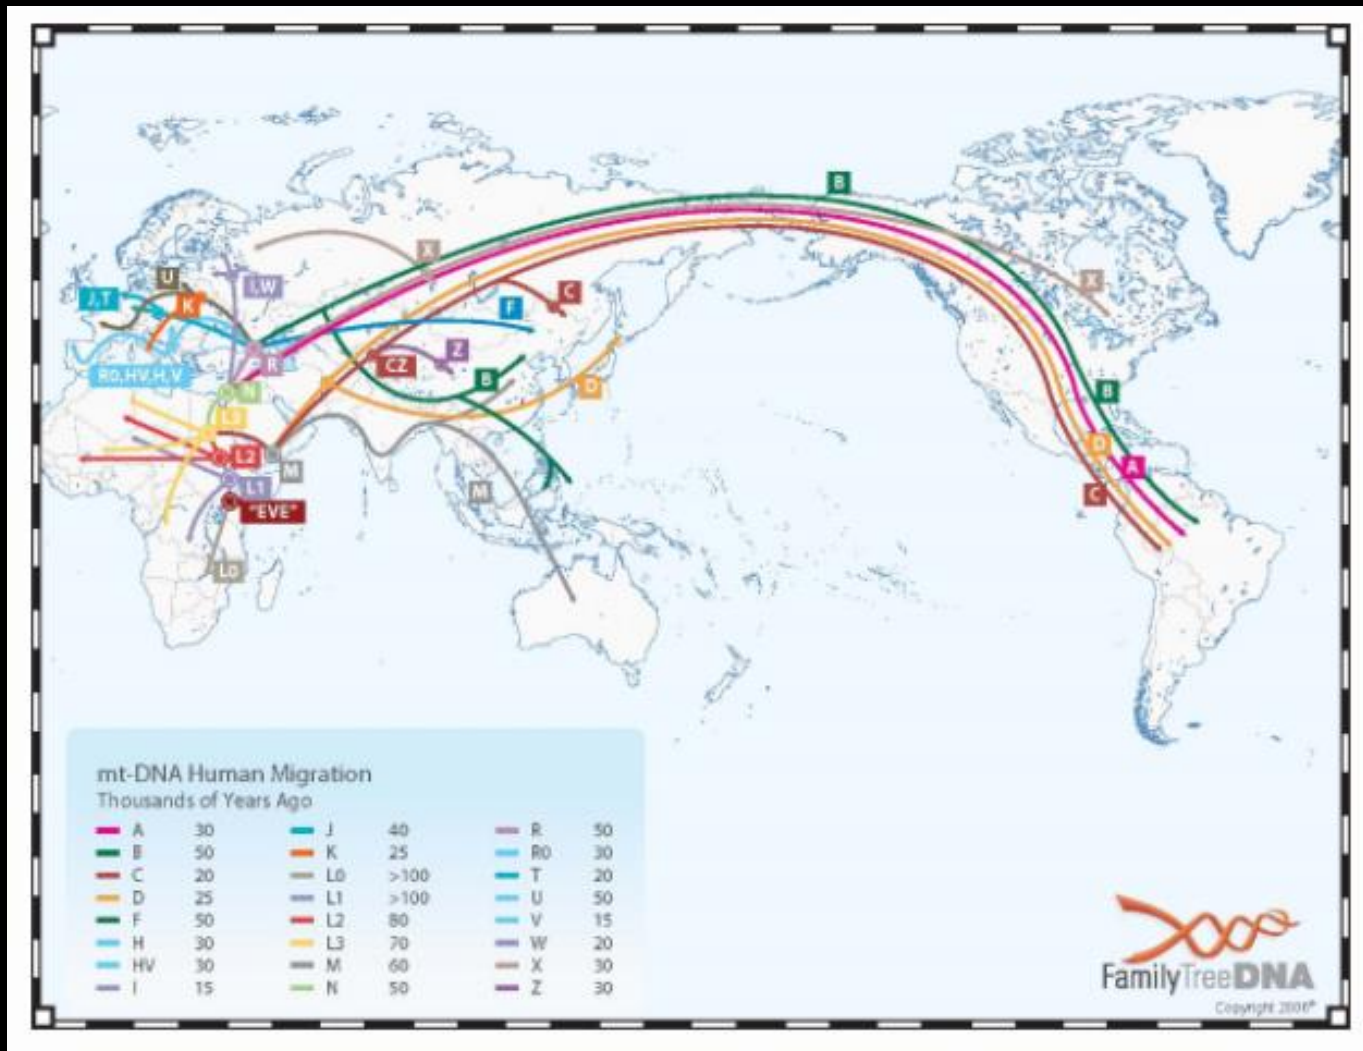 B
X
X
U
I,W
J,T
K
C
F
Z
CZ
R
B
D
R0,HV,H,V
N
B
L3
D
L2
A
M
L1
M
C
"EVE"
L0
mt-DNA Human Migration
Thousands of Years Ago
A 30 J 40 R 50
B 50 K 25 R0 30
C 20 L0 >100 T 20
D 25 L1 >100 U 50
F 50 L2 80 V 15
H 30 L3 70 W 20
HV 30 M 60 X 30
I 15 N 50 Z 30
FamilyTreeDNA
Copyright 2006®